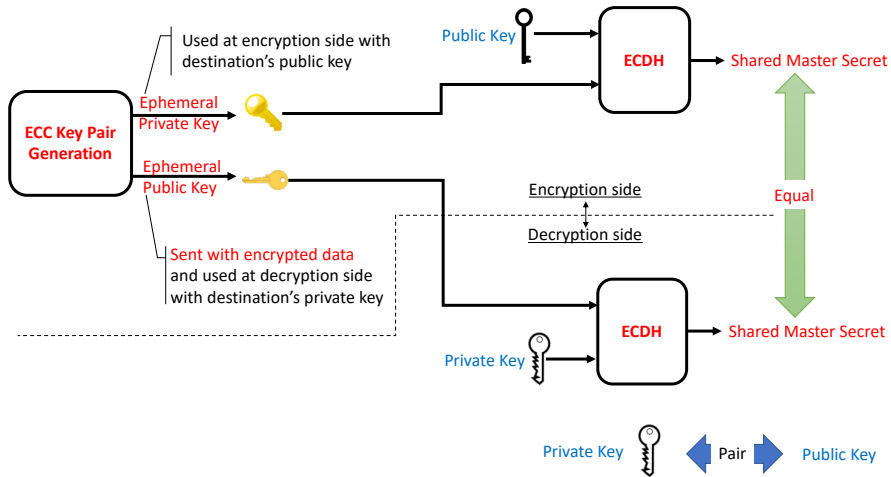 Used at encryption side with
destination's public key
Public Key
ECDH
Shared Master Secret
Ephemeral
Private Key
ECC Key Pair
Generation
Ephemeral
Public Key
Encryption side
Equal
Decryption side
Sent with encrypted data
and used at decryption side
with destination's private key
ECDH
Shared Master Secret
Private Key
Private Key
Pair
Public Key